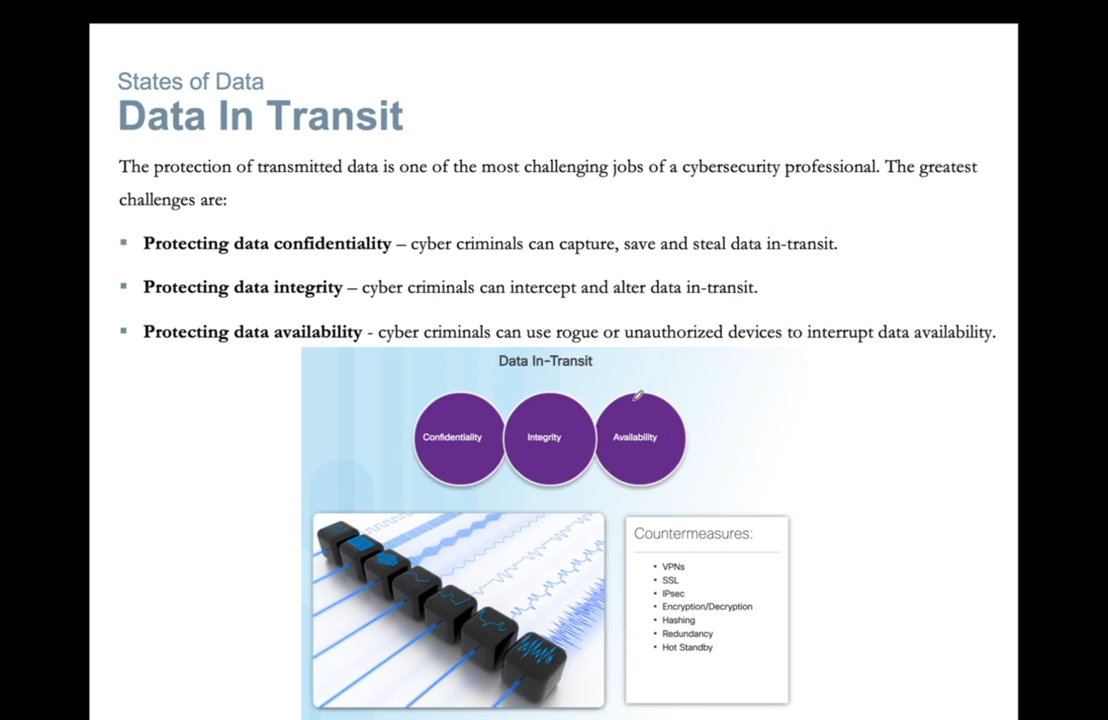 States of Data
Data In Transit
The protection of transmitted data is one of the most challenging jobs of a cybersecurity professional. The greatest
challenges are:
▪ Protecting data confidentiality – cyber criminals can capture, save and steal data in-transit.
▪ Protecting data integrity – cyber criminals can intercept and alter data in-transit.
▪ Protecting data availability - cyber criminals can use rogue or unauthorized devices to interrupt data availability.
Data In-Transit
Confidentiality
Integrity
Availability
Countermeasures:
• VPNs
• SSL
• IPsec
• Encryption/Decryption
• Hashing
• Redundancy
• Hot Standby